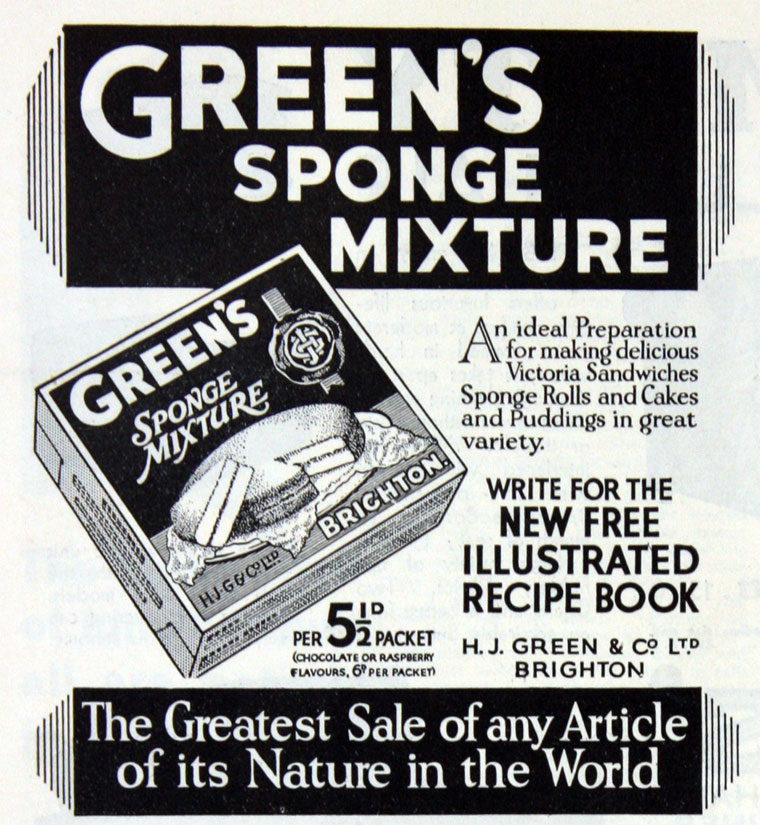 GREEN'S
SPONGE
MIXTURE
GREEN'S
SPONGE
MIXTURE
BRIGHTON.
H.J.G & Co LTD
An ideal Preparation
for making delicious
Victoria Sandwiches
Sponge Rolls and Cakes
and Puddings in great
variety.
WRITE FOR THE
NEW FREE
ILLUSTRATED
RECIPE BOOK
H. J. GREEN & Co LTD
BRIGHTON
PER 5½D PACKET
(CHOCOLATE OR RASPBERRY
FLAVOURS, 6D PER PACKET)
The Greatest Sale of any Article
of its Nature in the World